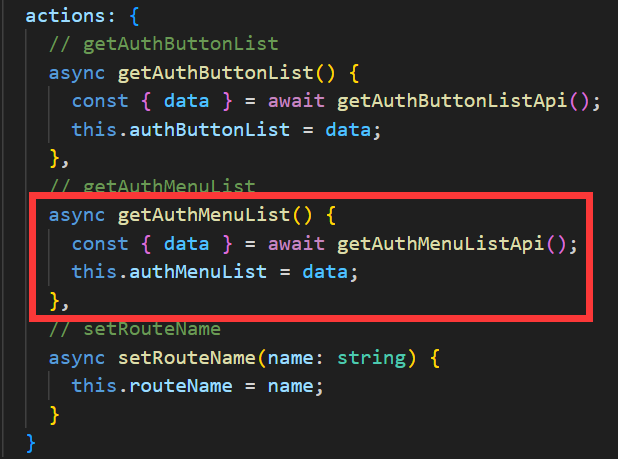 actions: {
// getAuthButtonList
async getAuthButtonList() {
const { data } = await getAuthButtonListApi();
this.authButtonList = data;
},
// getAuthMenuList
async getAuthMenuList() {
const { data } = await getAuthMenuListApi();
this.authMenuList = data;
},
// setRouteName
async setRouteName(name: string) {
this.routeName = name;
}
}